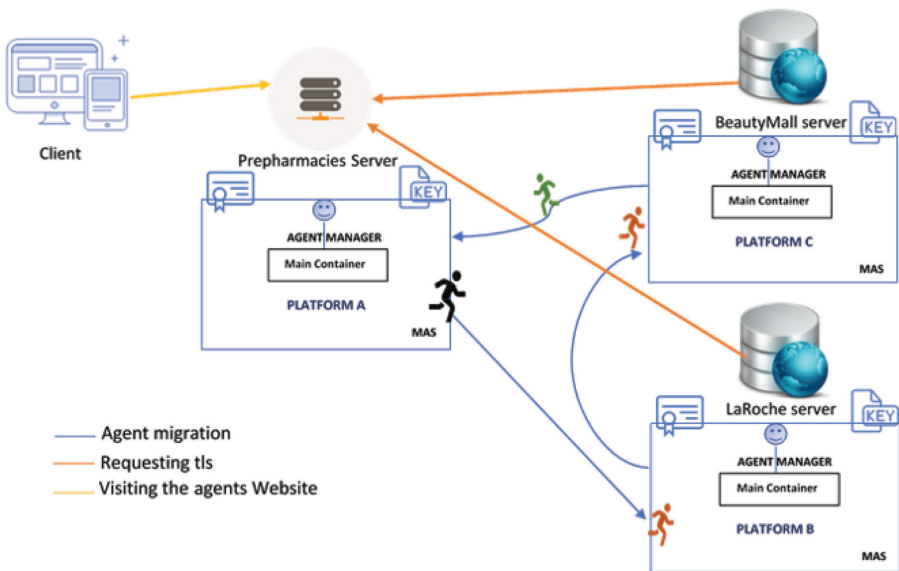 Client
Prepharmacies Server
BeautyMall server
KEY
AGENT MANAGER
Main Container
PLATFORM C
MAS
KEY
AGENT MANAGER
Main Container
PLATFORM A
MAS
LaRoche server
KEY
AGENT MANAGER
Main Container
PLATFORM B
MAS
Agent migration
Requesting tls
Visiting the agents Website